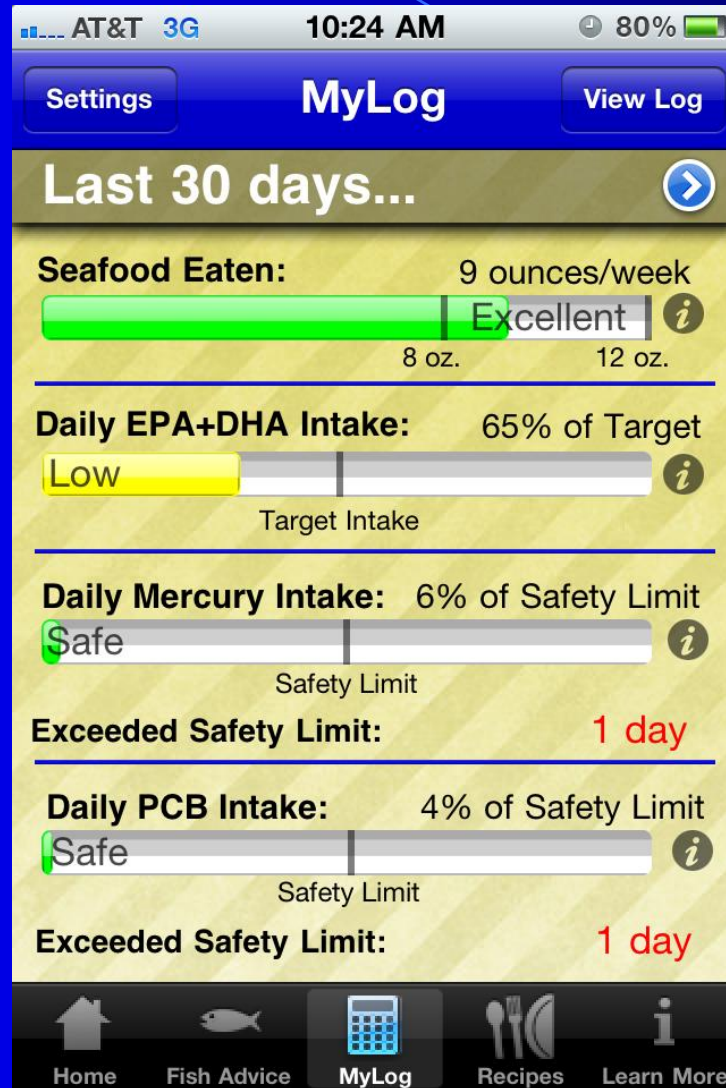 AT&T 3G 10:24 AM 80%
Settings MyLog View Log
Last 30 days...
Seafood Eaten: 9 ounces/week
Excellent i
8 oz. 12 oz.
Daily EPA+DHA Intake: 65% of Target
Low i
Target Intake
Daily Mercury Intake: 6% of Safety Limit
Safe i
Safety Limit
Exceeded Safety Limit: 1 day
Daily PCB Intake: 4% of Safety Limit
Safe i
Safety Limit
Exceeded Safety Limit: 1 day
Home Fish Advice MyLog Recipes Learn More